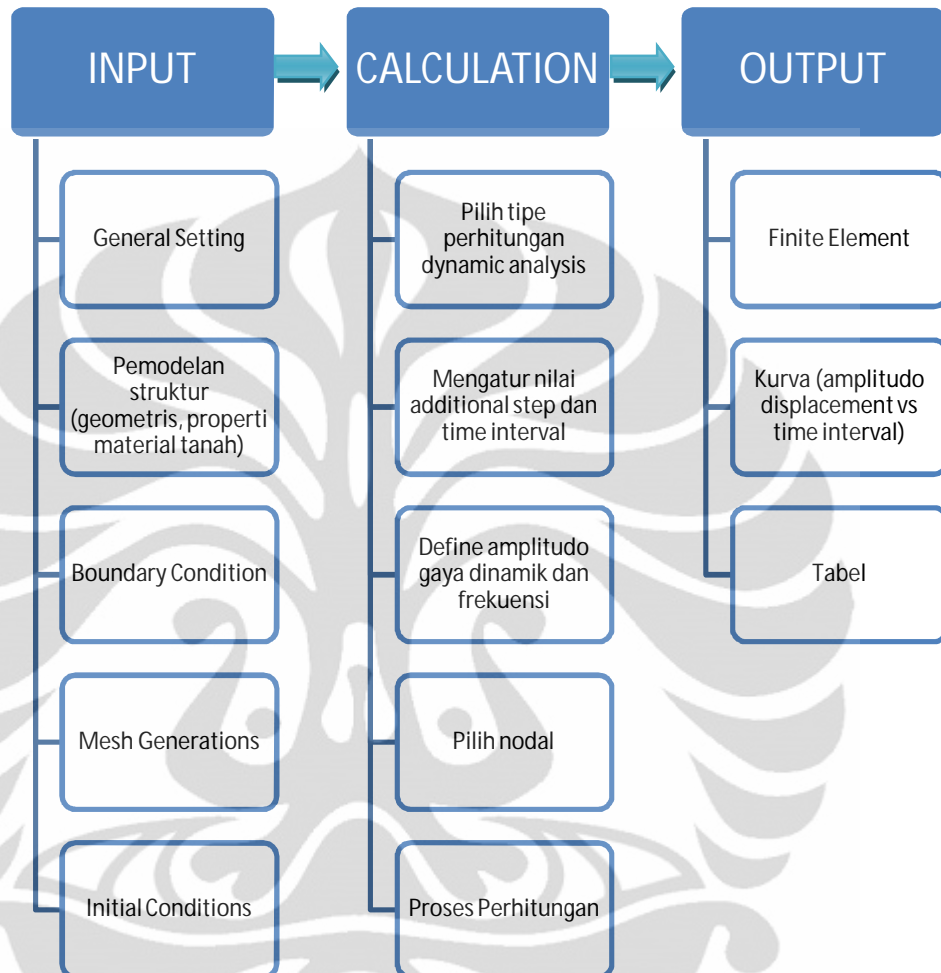 INPUT
General Setting
Pemodelan
struktur
(geometris, properti
material tanah)
Boundary Condition
Mesh Generations
Initial Conditions
CALCULATION
Pilih tipe
perhitungan
dynamic analysis
Mengatur nilai
additional step dan
time interval
Define amplitudo
gaya dinamik dan
frekuensi
Pilih nodal
Proses Perhitungan
OUTPUT
Finite Element
Kurva (amplitudo
displacement vs
time interval)
Tabel